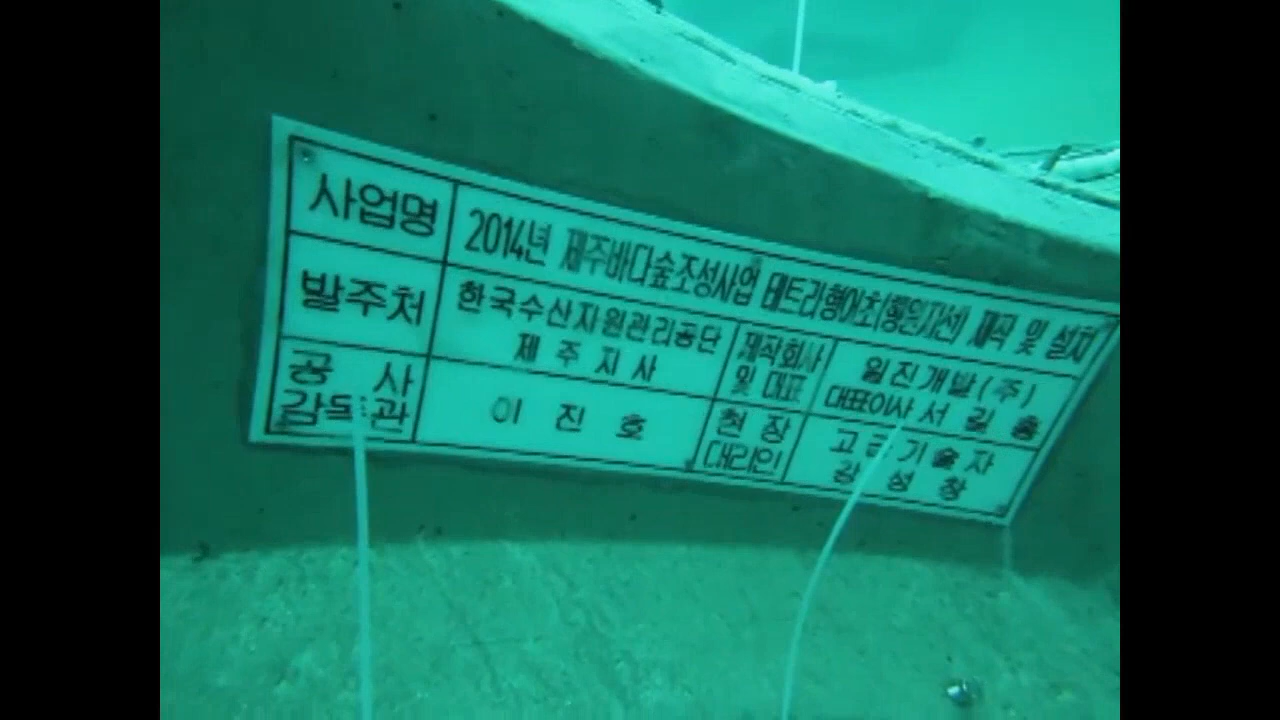 사업명 2014년 제주바다숲조성사업 테트라형어초(통일자선) 제작 및 설치
발주처 한국수산자원관리공단
제 주 지 사
제작회사
및 대표
일진개발(주)
대표이사 서 길 종
공 사
감독관
이 진 호
현 장
대리인
고급기술자
강 성 창